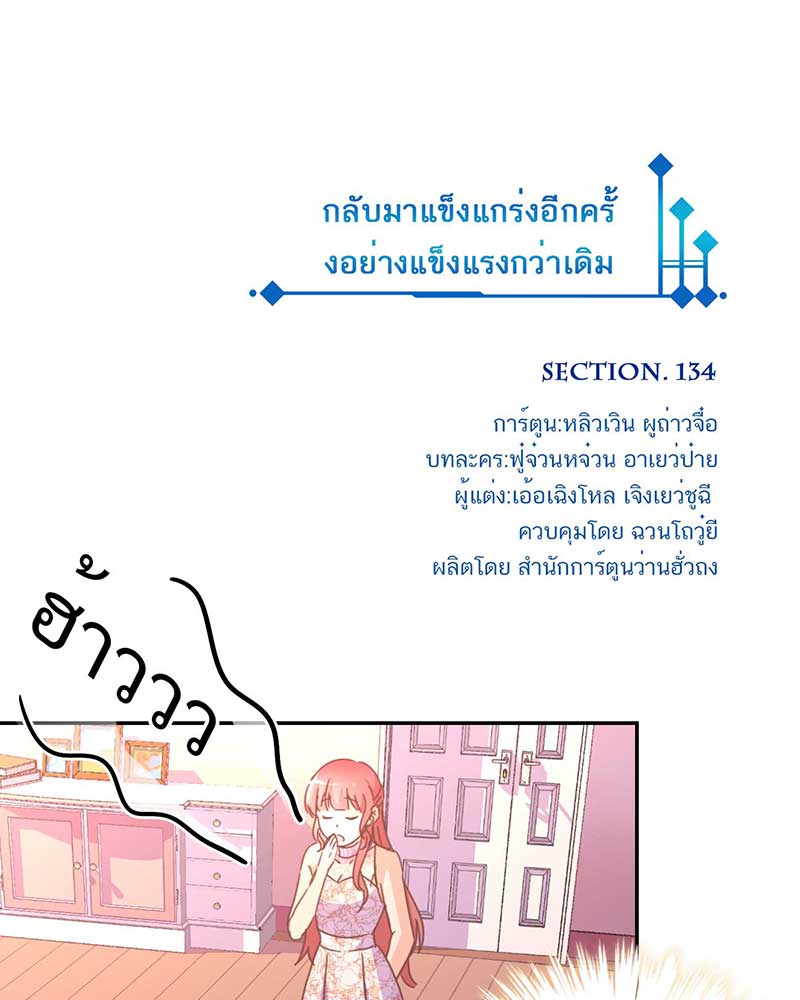 กลับมาแข็งแกร่งอีกครั้
งอย่างแข็งแรงกว่าเดิม
SECTION. 134
การ์ตูน:หลิวเวิน ผูถ่าวจื่อ
บทละคร:ฟู่จ๋วนหจ๋วน อาเยว่ป๋าย
ผู้แต่ง:เอ้อเฉิงโหล เจิงเยว่ชูฉี
ควบคุมโดย ฉวนโถวู๋ยี
ผลิตโดย สำนักการ์ตูนว่านฮั่วถง
ฮ้าววว